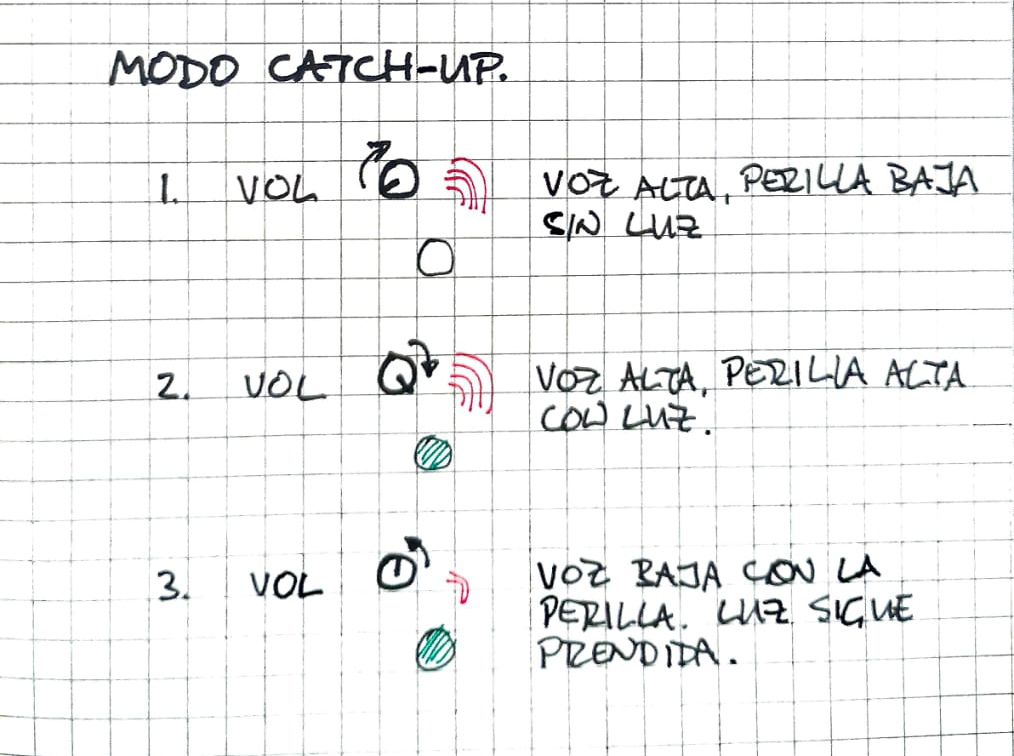 MODO CATCH-UP.
1. VOL VOZ ALTA, PERILLA BAJA
SIN LUZ
2. VOL VOZ ALTA, PERILLA ALTA
CON LUZ.
3. VOL VOZ BAJA CON LA
PERILLA. LUZ SIGUE
PRENDIDA.